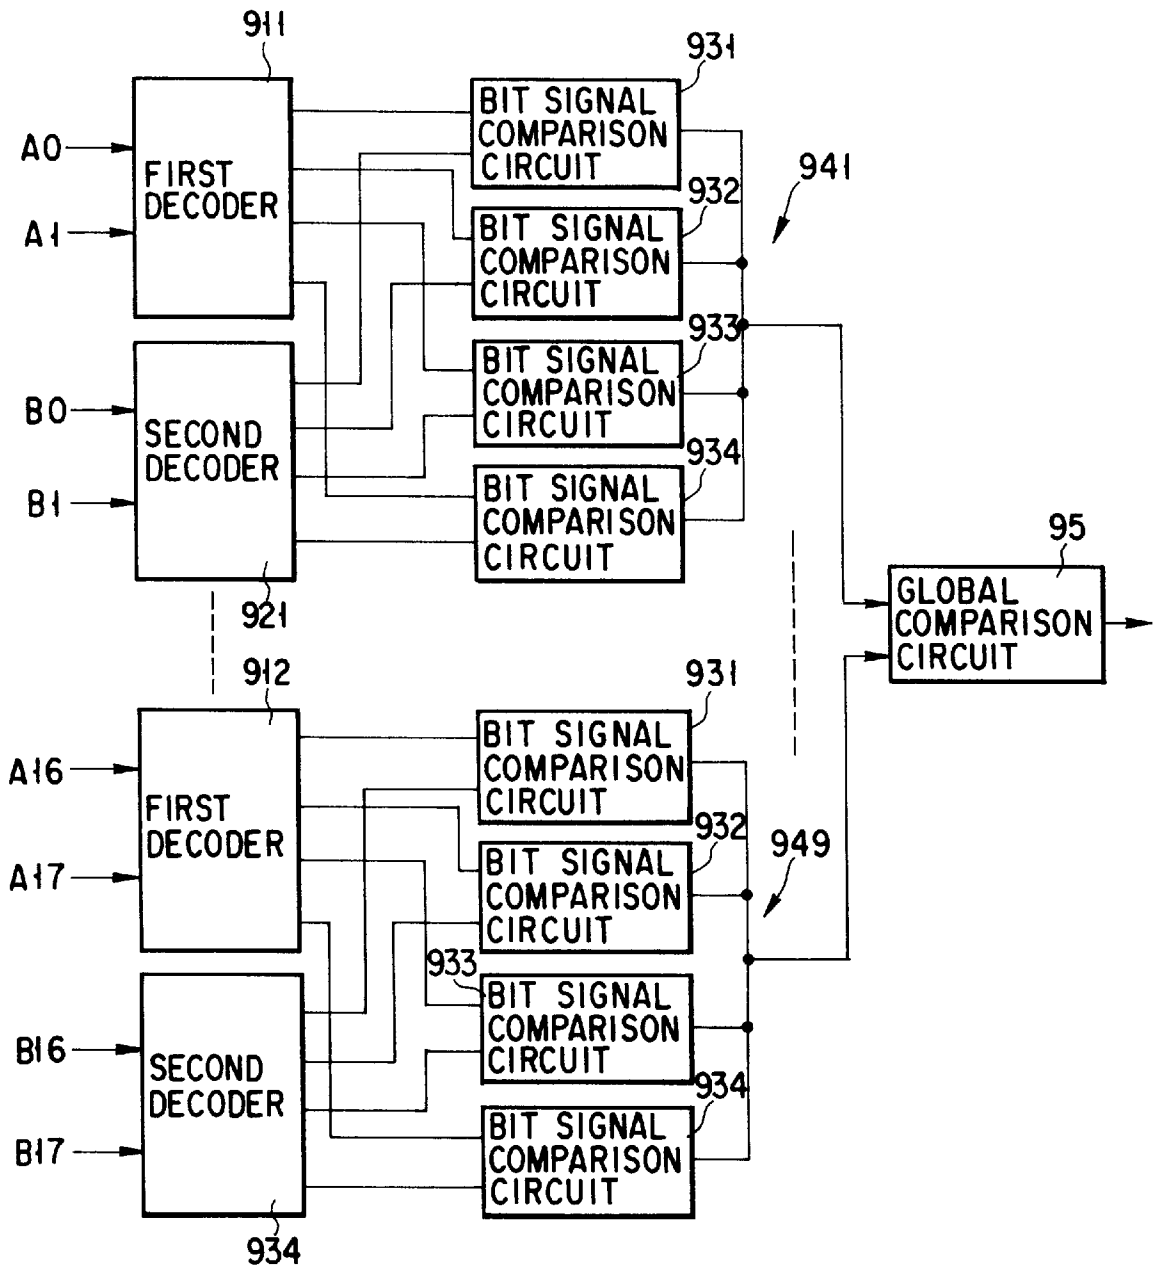 911
A0
A1
FIRST
DECODER
B0
B1
SECOND
DECODER
921
931
BIT SIGNAL
COMPARISON
CIRCUIT
932
BIT SIGNAL
COMPARISON
CIRCUIT
933
BIT SIGNAL
COMPARISON
CIRCUIT
934
BIT SIGNAL
COMPARISON
CIRCUIT
941
95
GLOBAL
COMPARISON
CIRCUIT
912
A16
A17
FIRST
DECODER
B16
B17
SECOND
DECODER
934
931
BIT SIGNAL
COMPARISON
CIRCUIT
932
BIT SIGNAL
COMPARISON
CIRCUIT
933
BIT SIGNAL
COMPARISON
CIRCUIT
934
BIT SIGNAL
COMPARISON
CIRCUIT
949